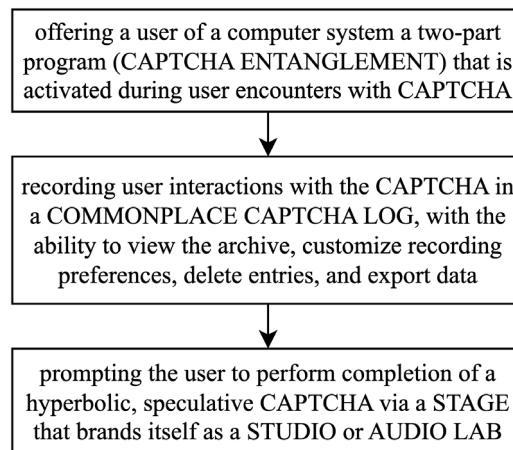 offering a user of a computer system a two-part
program (CAPTCHA ENTANGLEMENT) that is
activated during user encounters with CAPTCHA
recording user interactions with the CAPTCHA in
a COMMONPLACE CAPTCHA LOG, with the
ability to view the archive, customize recording
preferences, delete entries, and export data
prompting the user to perform completion of a
hyperbolic, speculative CAPTCHA via a STAGE
that brands itself as a STUDIO or AUDIO LAB